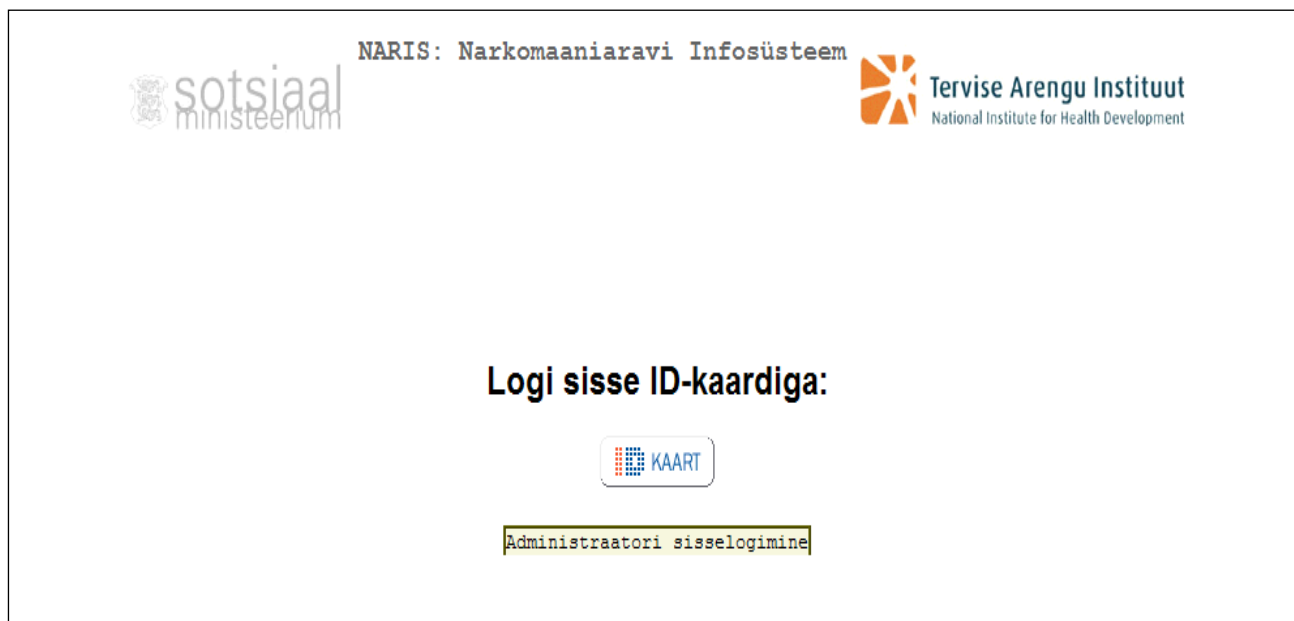 NARIS: Narkomaaniaravi Infosüsteem
sotsiaal
ministeerium
Tervise Arengu Instituut
National Institute for Health Development
Logi sisse ID-kaardiga:
ID KAART
Administraatori sisselogimine